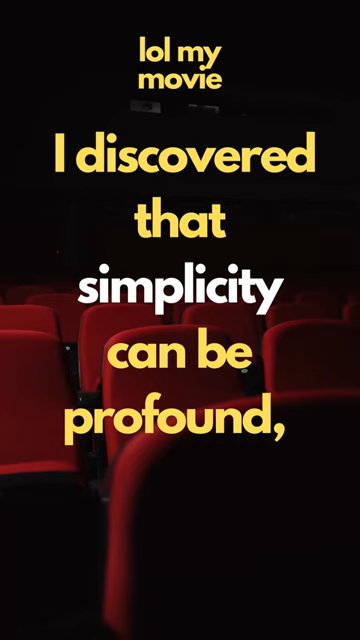 lol my
movie
I discovered
that
simplicity
can be
profound,